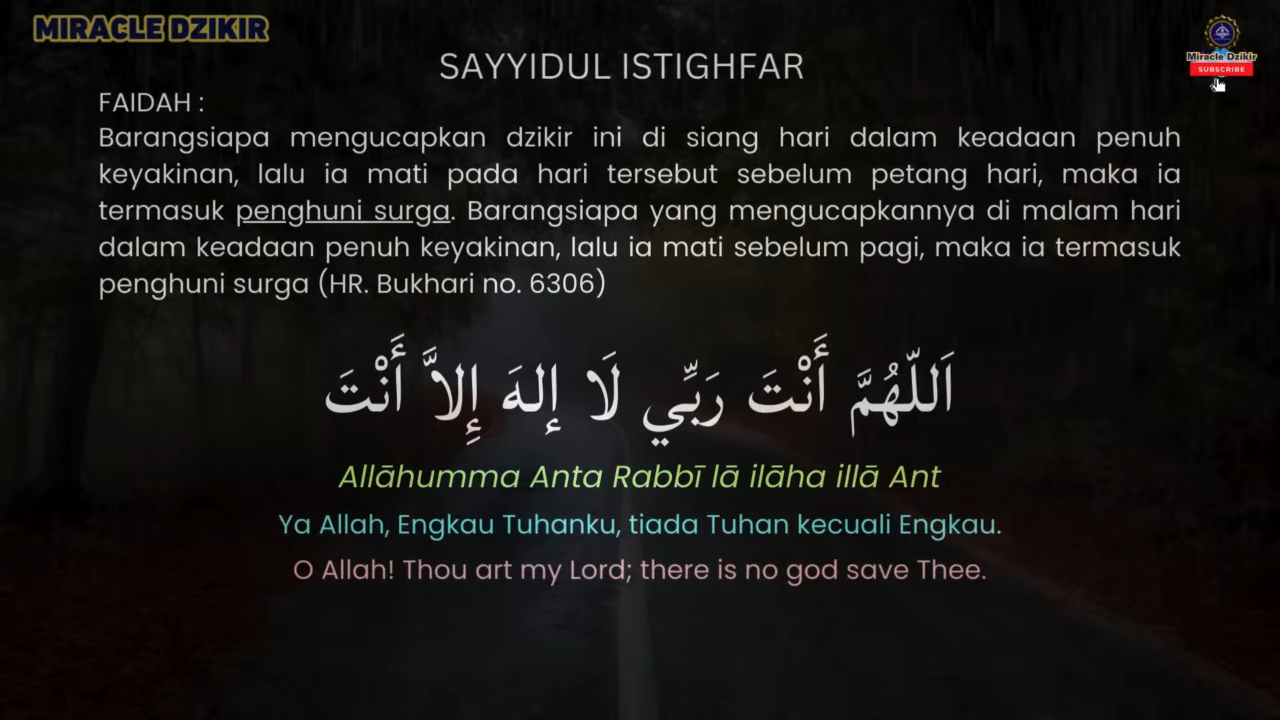 MIRACLE DZIKIR
Miracle Dzikir
SUBSCRIBE
SAYYIDUL ISTIGHFAR
FAIDAH :
Barangsiapa mengucapkan dzikir ini di siang hari dalam keadaan penuh
keyakinan, lalu ia mati pada hari tersebut sebelum petang hari, maka ia
termasuk penghuni surga. Barangsiapa yang mengucapkannya di malam hari
dalam keadaan penuh keyakinan, lalu ia mati sebelum pagi, maka ia termasuk
penghuni surga (HR. Bukhari no. 6306)
اَللّهُمَّ أَنْتَ رَبِّي لَا إلهَ إِلاَّ أَنْتَ
Allāhumma Anta Rabbī lā ilāha illā Ant
Ya Allah, Engkau Tuhanku, tiada Tuhan kecuali Engkau.
O Allah! Thou art my Lord; there is no god save Thee.